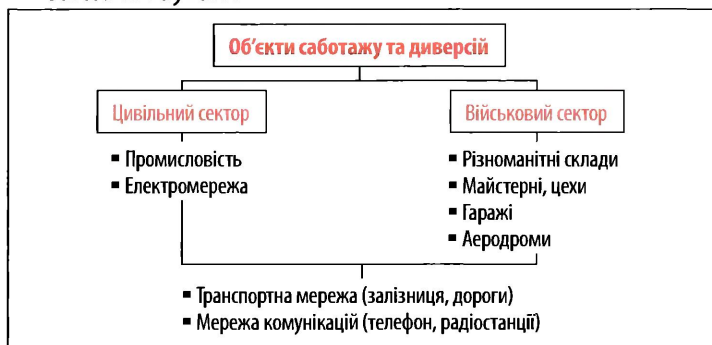 Об'єкти саботажу та диверсій
Цивільний сектор
Військовий сектор
▪ Промисловість
▪ Електромережа
▪ Різноманітні склади
▪ Майстерні, цехи
▪ Гаражі
▪ Аеродроми
▪ Транспортна мережа (залізниця, дороги)
▪ Мережа комунікацій (телефон, радіостанції)